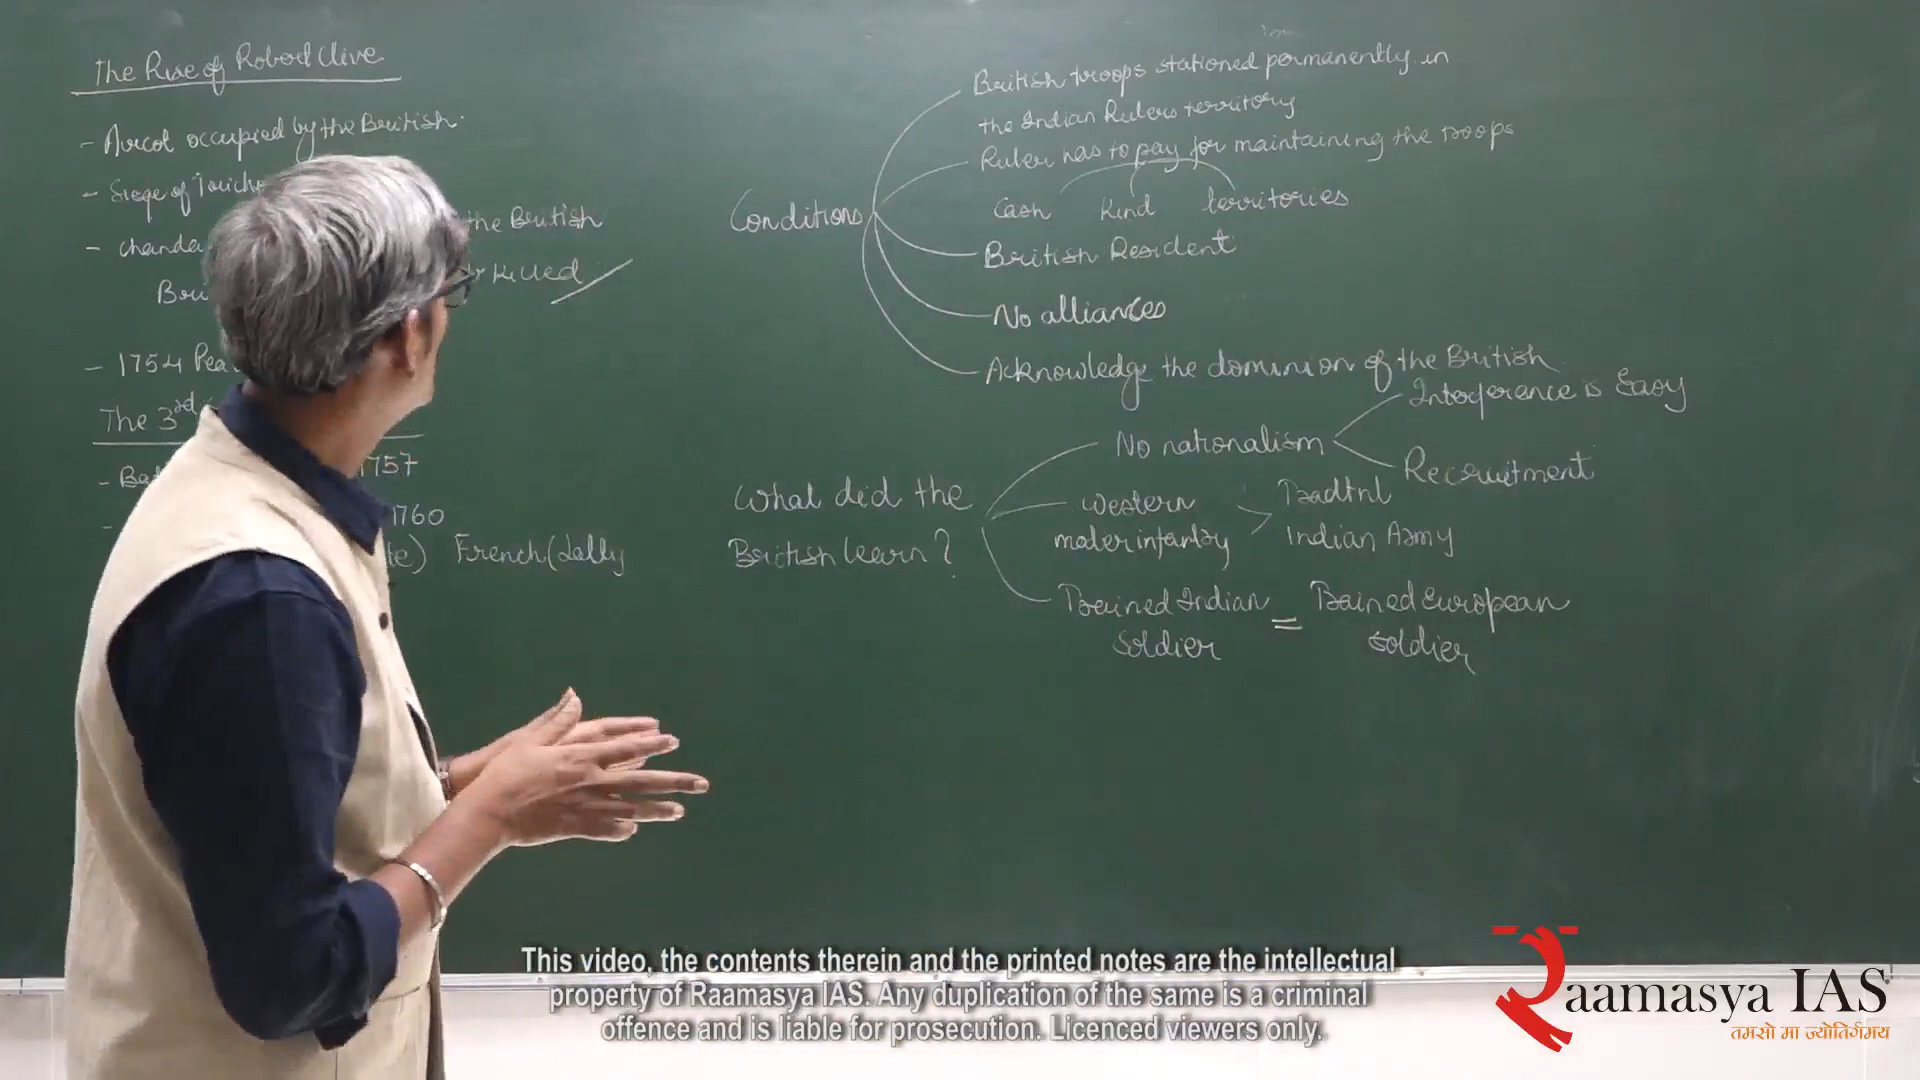 The Rise of Robert Clive
- Arcot occupied by the British.
- Siege of
- Chanda
the British
killed
- 1754
The 3rd
1757
1760
French (Lally
Conditions
British troops stationed permanently in
the Indian Rulers territory
Ruler has to pay for maintaining the troops
Cash Kind territories
British Resident
No alliances
Acknowledge the dominion of the British
What did the
British learn?
No nationalism
Interference is Easy
Recruitment
Western
moder infantry
Tradtnl
Indian Army
Trained Indian
Soldier
=
Trained European
soldier
This video, the contents therein and the printed notes are the intellectual
property of Raamasya IAS. Any duplication of the same is a criminal
offence and is liable for prosecution. Licenced viewers only.
Raamasya IAS
तमसो मा ज्योतिर्गमय